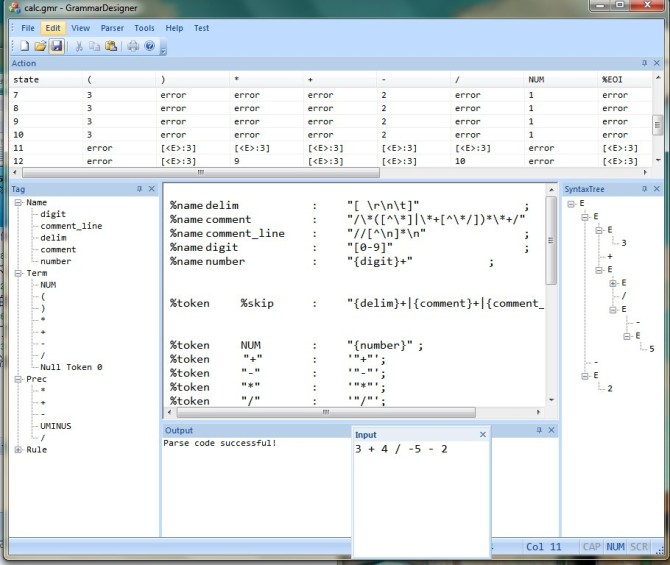 calc.gmr - GrammarDesigner
File Edit View Parser Tools Help Test
Action
state ( ) * + - / NUM %EOI
7 3 error error error 2 error 1 error
8 3 error error error 2 error 1 error
9 3 error error error 2 error 1 error
10 3 error error error 2 error 1 error
11 error [<E>:3] [<E>:3] [<E>:3] [<E>:3] [<E>:3] error [<E>:3]
12 error [<E>:3] 9 [<E>:3] [<E>:3] 10 error [<E>:3]
Tag
Name
digit
comment_line
delim
comment
number
Term
NUM
(
)
*
+
-
/
Null Token 0
Prec
*
+
-
UMINUS
/
Rule
%name delim : "[ \r\n\t]" ;
%name comment : "/\*([^\*]|\*+[^\*/])*\*+/"
%name comment_line : "//[^\n]*\n" ;
%name digit : "[0-9]" ;
%name number : "{digit}+" ;
%token %skip : "{delim}+|{comment}+|{comment_
%token NUM : "{number}" ;
%token "+" : '"+"';
%token "-" : '"-"';
%token "*" : '"*"';
%token "/" : '"/"';
SyntaxTree
E
E
E
3
+
E
E
/
E
-
E
5
-
E
2
Output
Parse code successful!
Input
3 + 4 / -5 - 2
Col 11 CAP NUM SCR